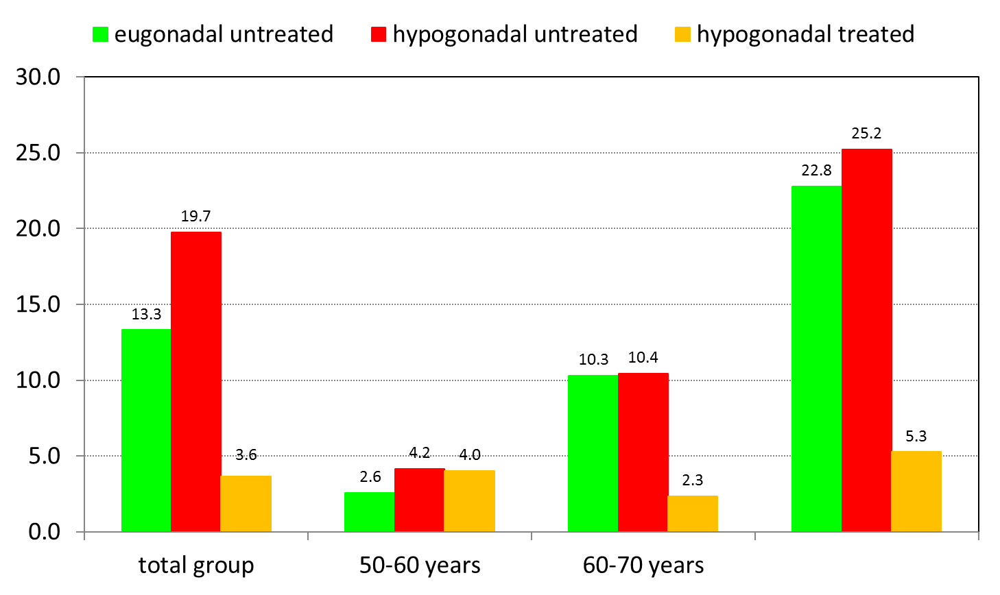 eugonadal untreated hypogonadal untreated hypogonadal treated
30.0
25.0
20.0
15.0
10.0
5.0
0.0
13.3 19.7 3.6
2.6 4.2 4.0
10.3 10.4 2.3
22.8 25.2 5.3
total group 50-60 years 60-70 years